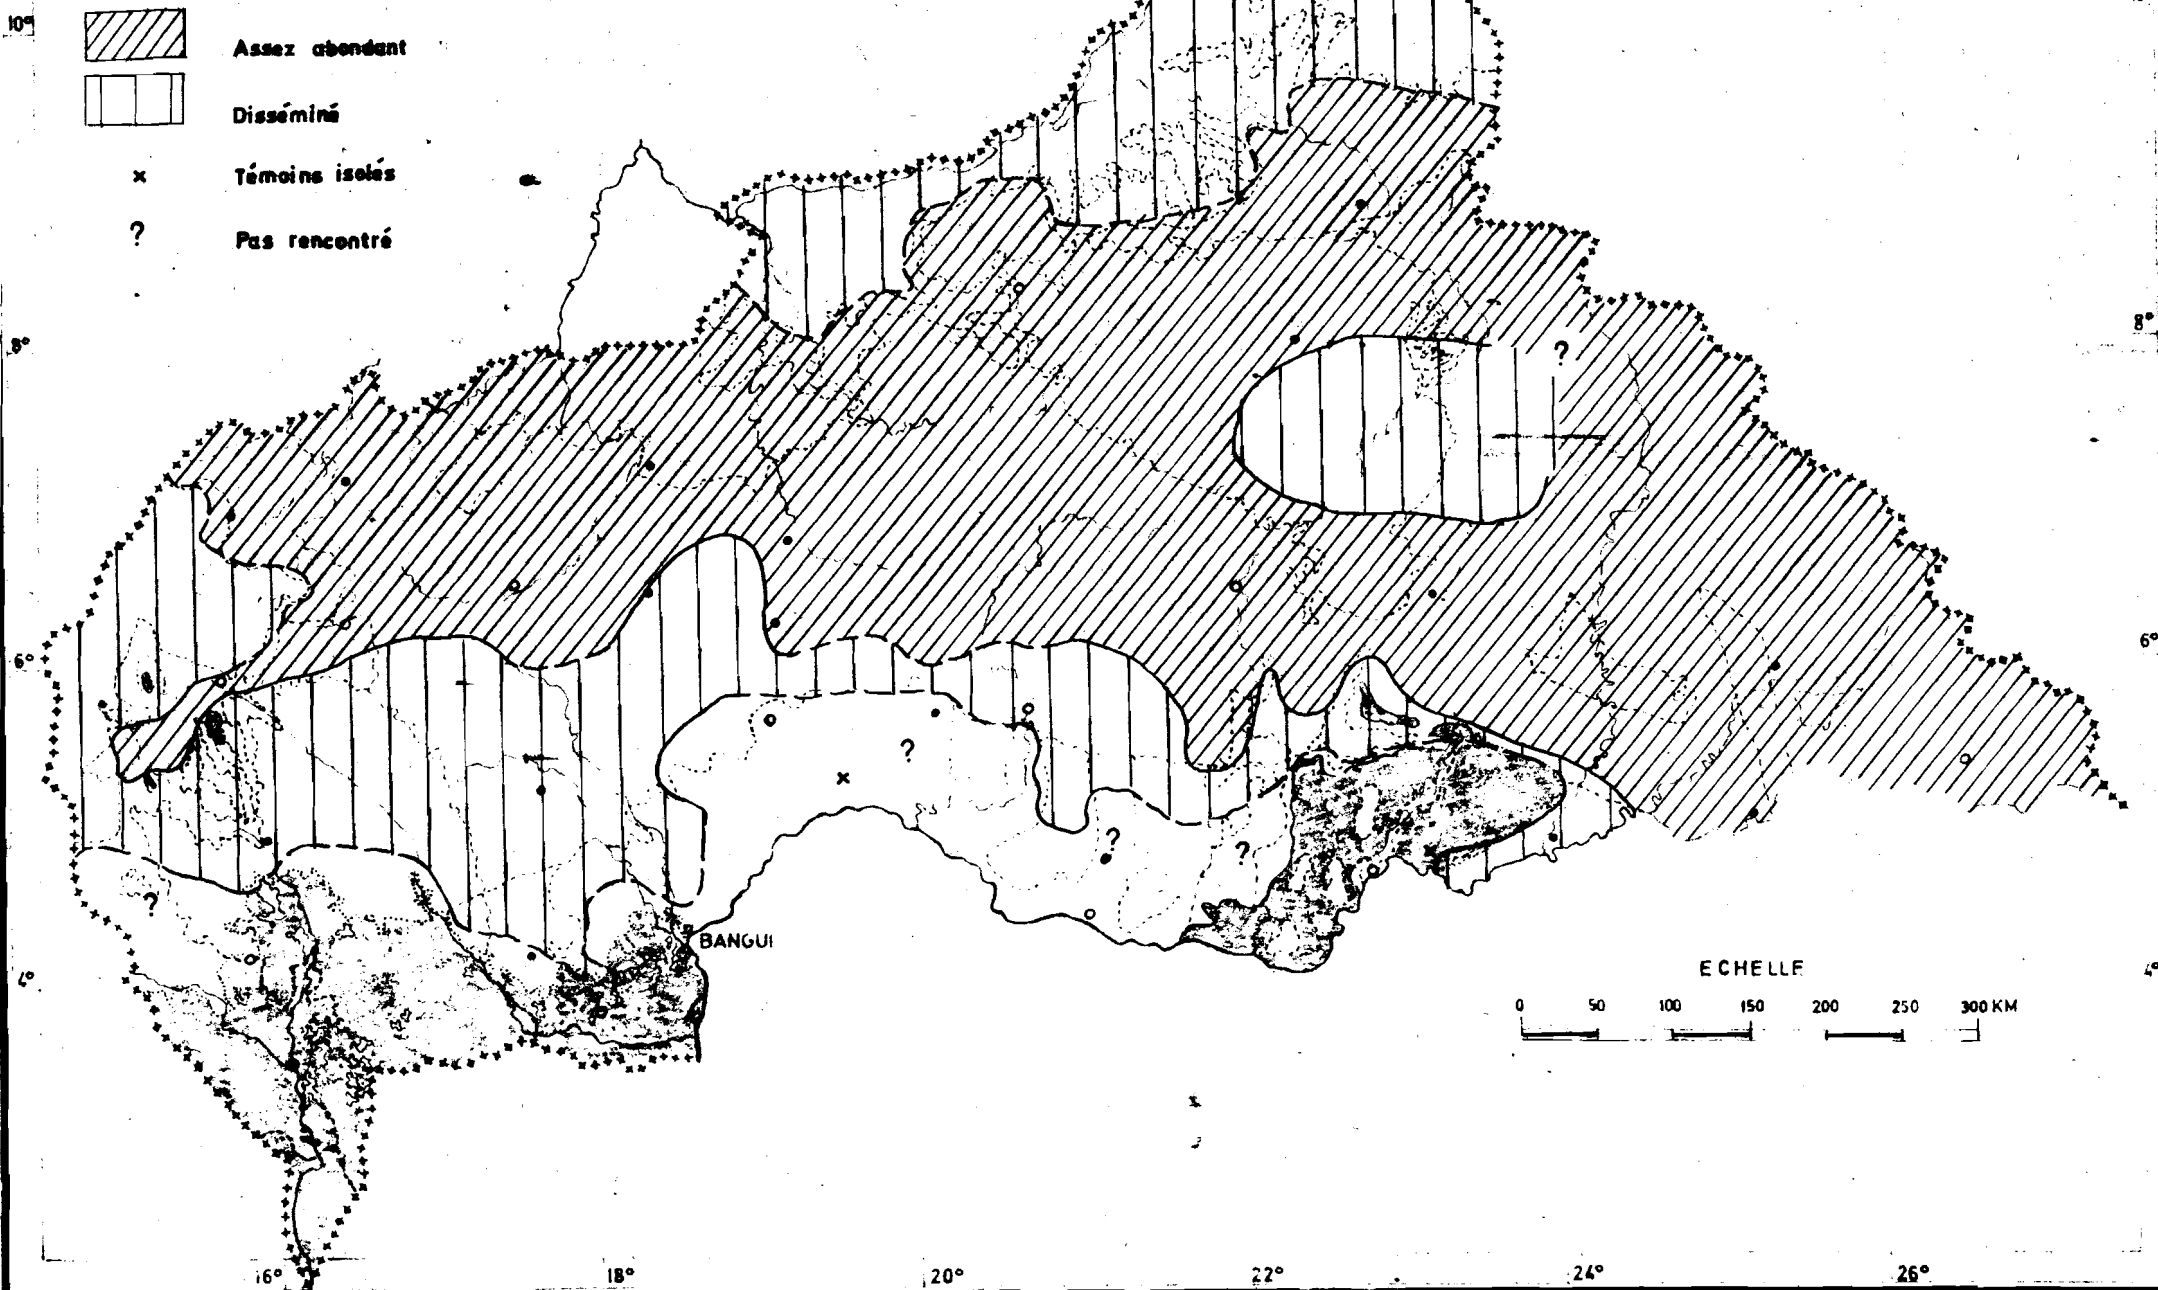 10°
Assez abondant
Disséminé
x Témoins isolés
? Pas rencontré
8° 8°
?
6° 6°
?
x
? ?
?
BANGUI
4° 4°
ECHELLE
0 50 100 150 200 250 300 KM
16° 18° 20° 22° 24° 26°